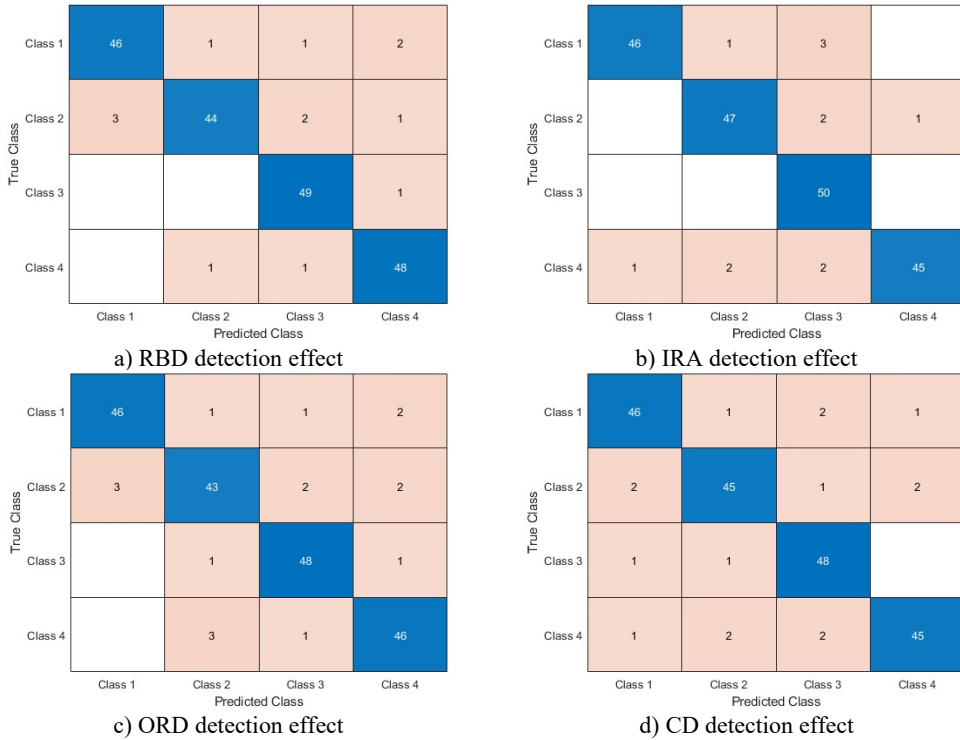 Class 1 46 1 1 2
Class 2 3 44 2 1
Class 3 49 1
Class 4 1 1 48
True Class
Class 1 Class 2 Class 3 Class 4
Predicted Class
a) RBD detection effect
Class 1 46 1 3
Class 2 47 2 1
Class 3 50
Class 4 1 2 2 45
True Class
Class 1 Class 2 Class 3 Class 4
Predicted Class
b) IRA detection effect
Class 1 46 1 1 2
Class 2 3 43 2 2
Class 3 1 48 1
Class 4 3 1 46
True Class
Class 1 Class 2 Class 3 Class 4
Predicted Class
c) ORD detection effect
Class 1 46 1 2 1
Class 2 2 45 1 2
Class 3 1 1 48
Class 4 1 2 2 45
True Class
Class 1 Class 2 Class 3 Class 4
Predicted Class
d) CD detection effect